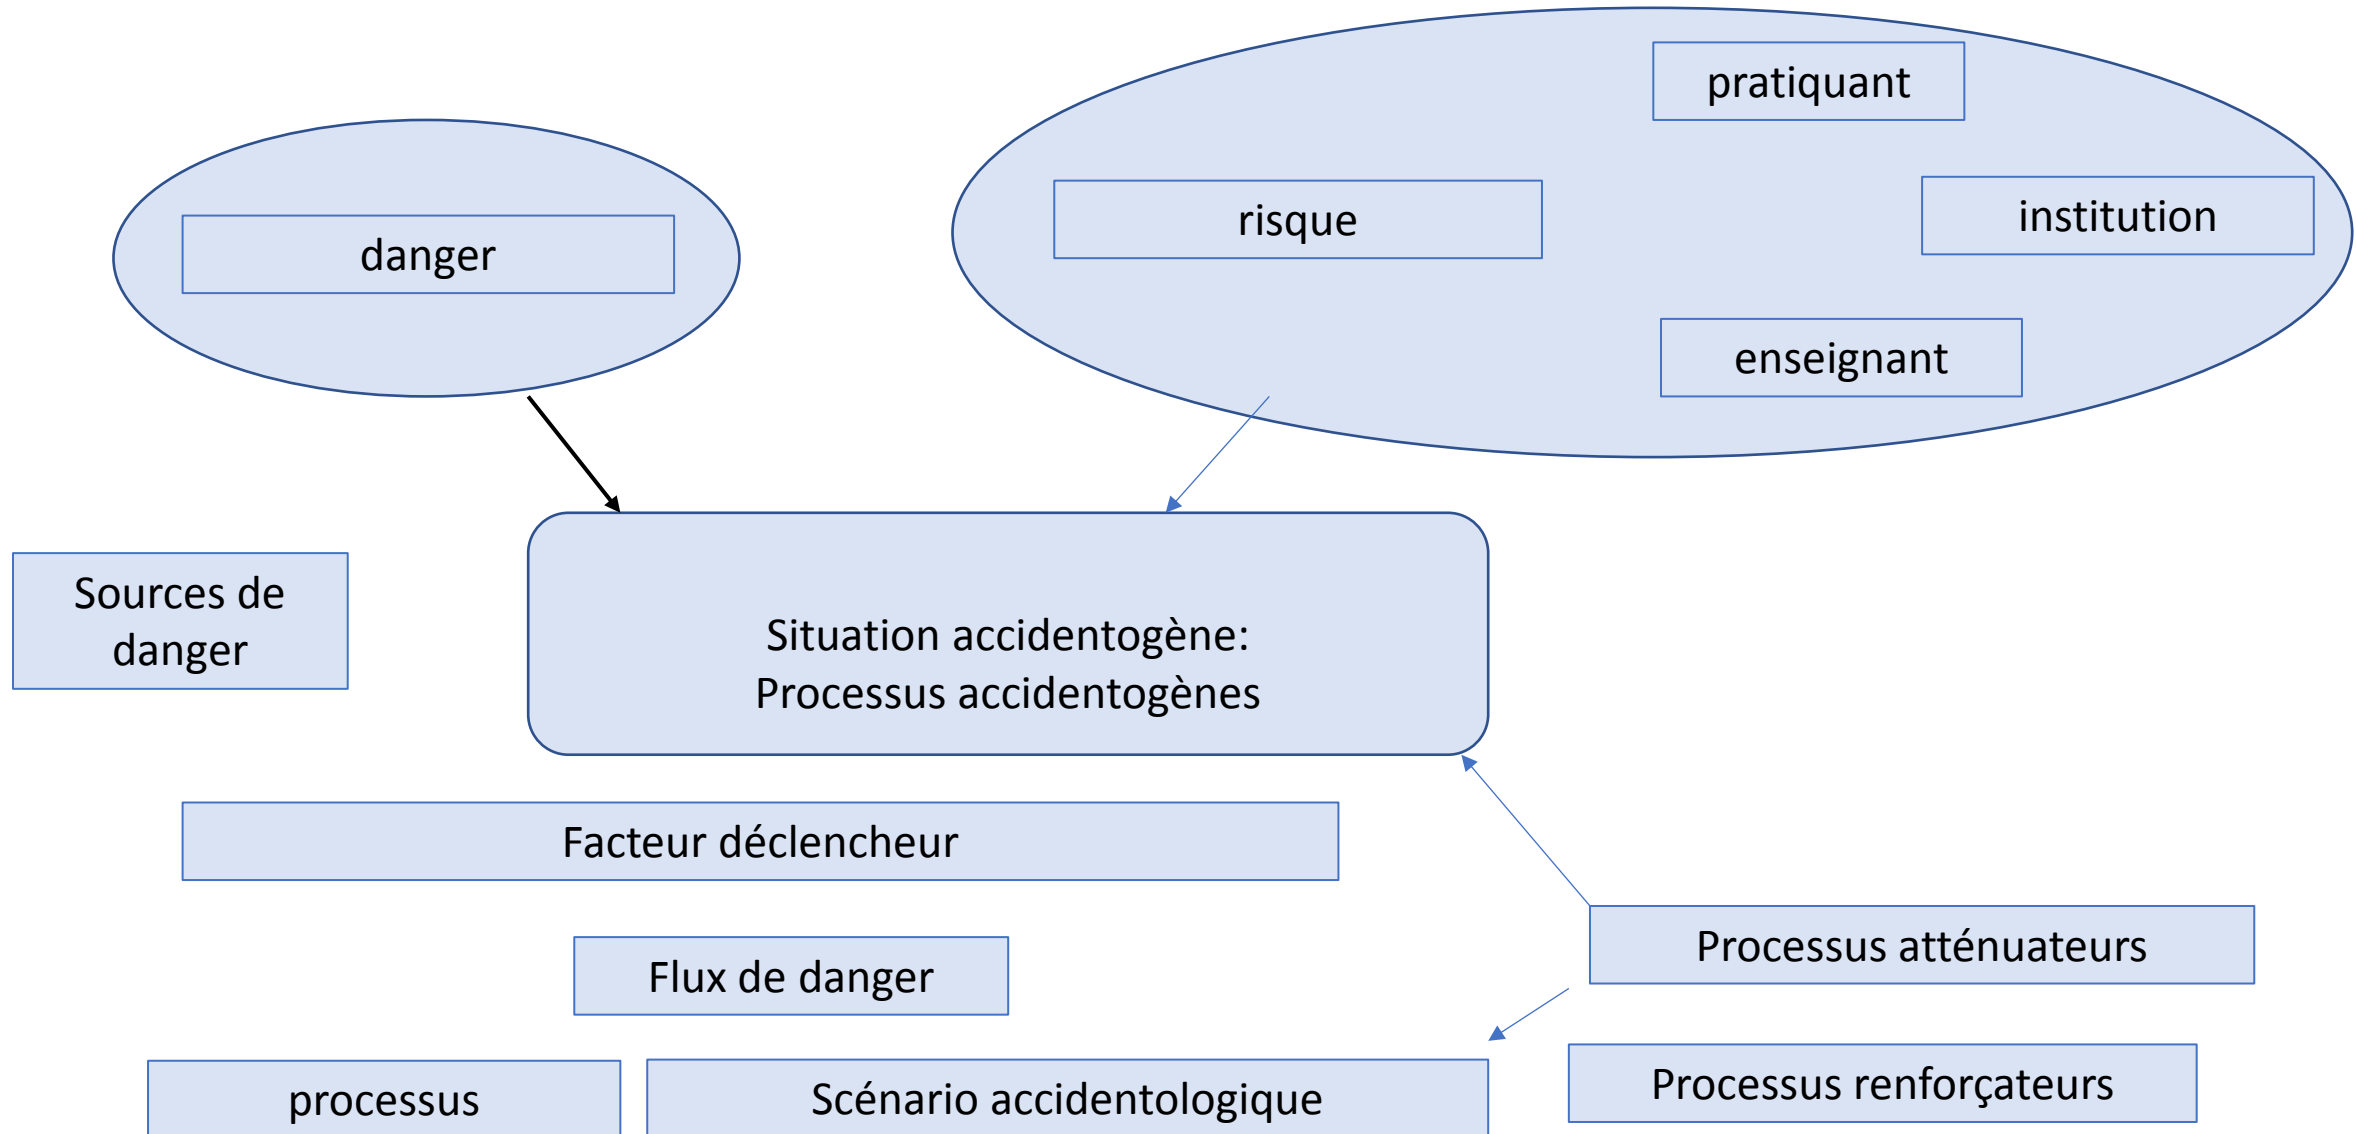 pratiquant
danger
risque
institution
enseignant
Sources de
danger
Situation accidentogène:
Processus accidentogènes
Facteur déclencheur
Flux de danger
Processus atténuateurs
processus
Scénario accidentologique
Processus renforçateurs